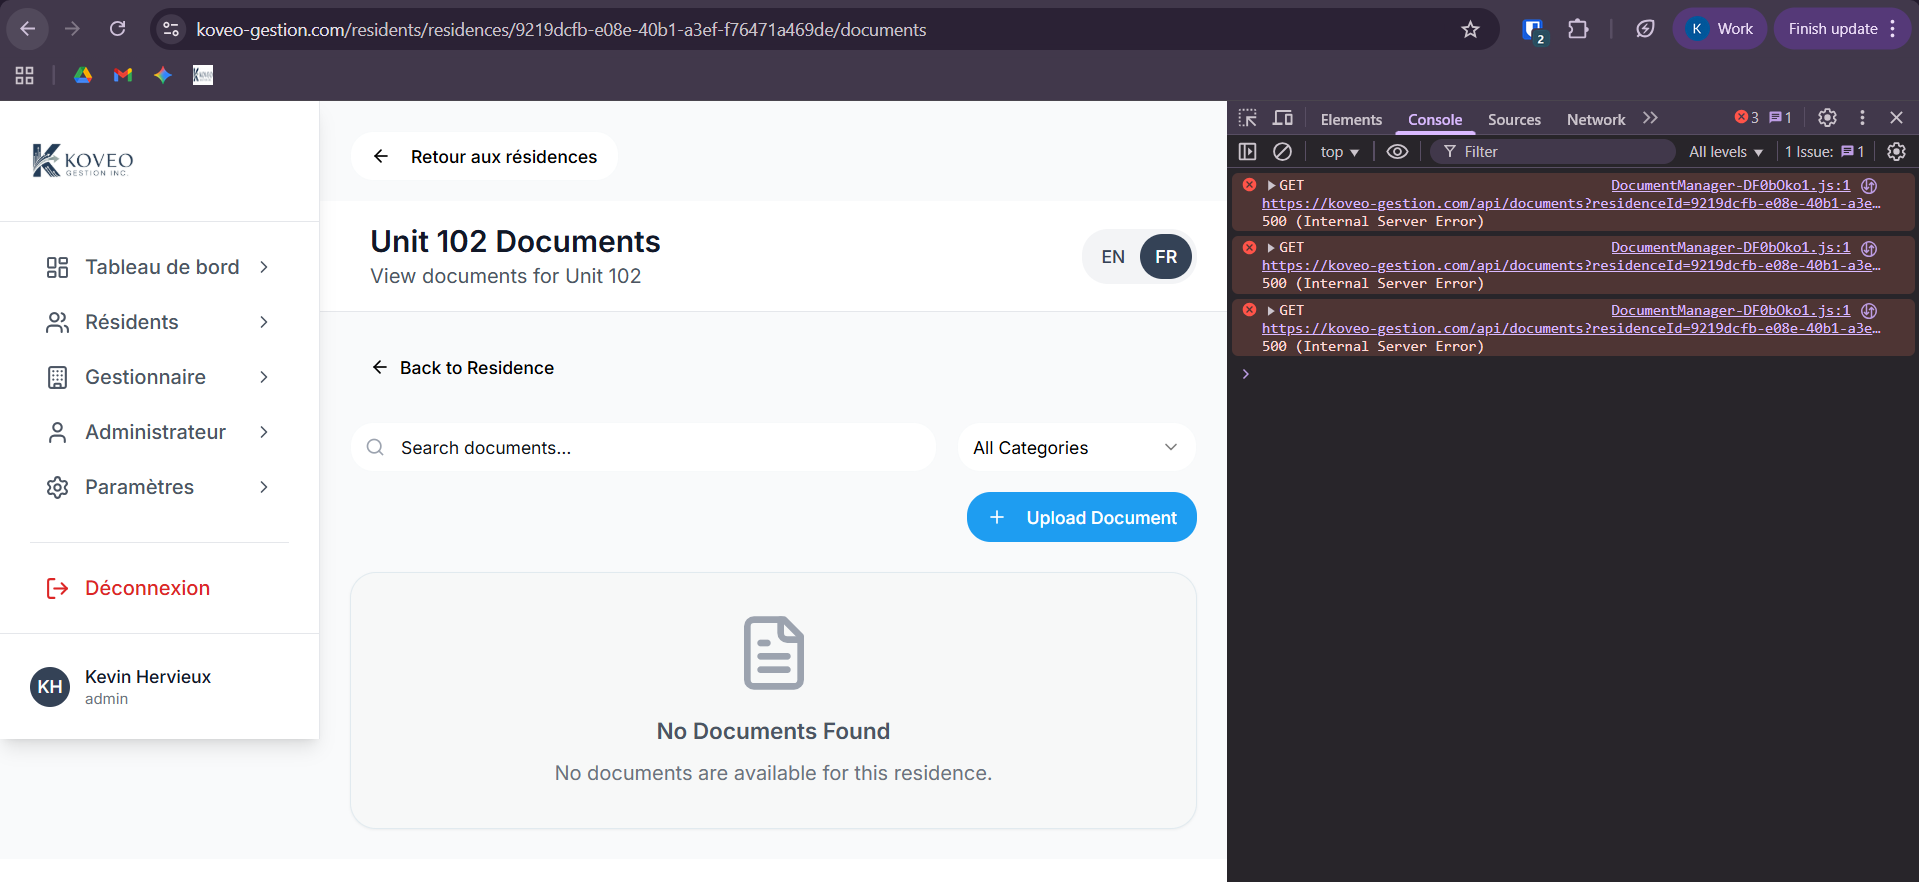 koveo-gestion.com/residents/residences/9219dcfb-e08e-40b1-a3ef-f76471a469de/documents
2
K
Work
Finish update
KOVEO
GESTION INC.
Tableau de bord
Résidents
Gestionnaire
Administrateur
Paramètres
Déconnexion
KH
Kevin Hervieux
admin
Retour aux résidences
Unit 102 Documents
View documents for Unit 102
EN
FR
Back to Residence
Search documents...
All Categories
Upload Document
No Documents Found
No documents are available for this residence.
Elements
Console
Sources
Network
3
1
top
Filter
All levels
1 Issue:
1
GET DocumentManager-DF0bOko1.js:1
https://koveo-gestion.com/api/documents?residenceId=9219dcfb-e08e-40b1-a3e…
500 (Internal Server Error)
GET DocumentManager-DF0bOko1.js:1
https://koveo-gestion.com/api/documents?residenceId=9219dcfb-e08e-40b1-a3e…
500 (Internal Server Error)
GET DocumentManager-DF0bOko1.js:1
https://koveo-gestion.com/api/documents?residenceId=9219dcfb-e08e-40b1-a3e…
500 (Internal Server Error)